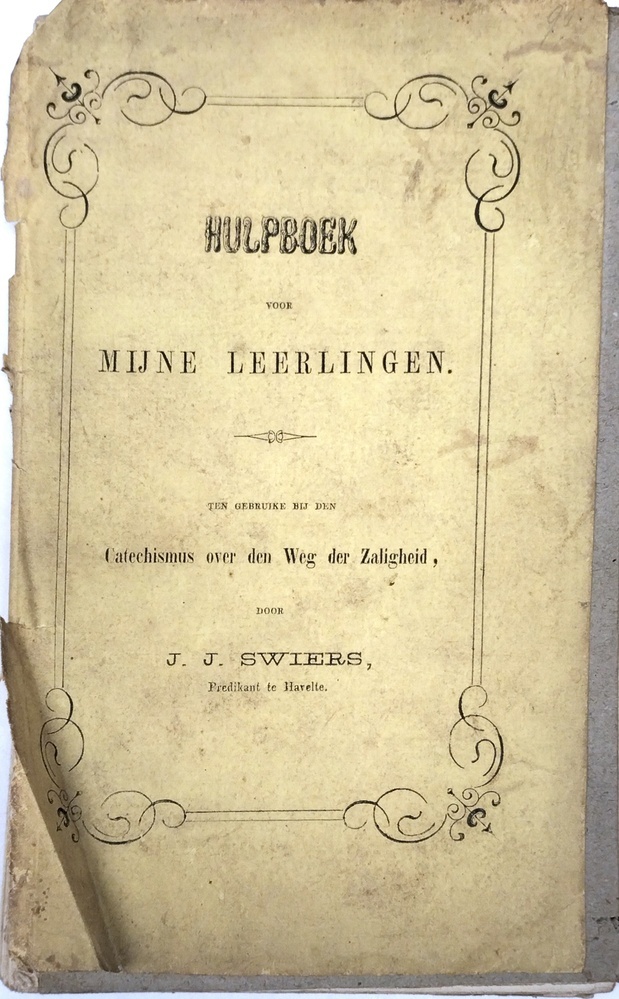 HULPBOEK
VOOR
MIJNE LEERLINGEN.
TEN GEBRUIKE BIJ DEN
Catechismus over den Weg der Zaligheid,
DOOR
J. J. SWIERS,
Predikant te Havelte.